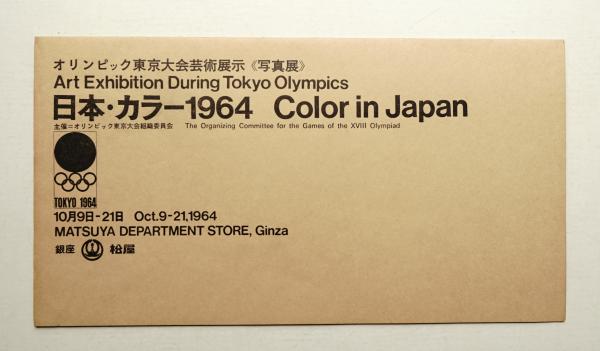 オリンピック東京大会芸術展示《写真展》
Art Exhibition During Tokyo Olympics
日本・カラー1964 Color in Japan
主催=オリンピック東京大会組織委員会 The Organizing Committee for the Games of the XVIII Olympiad
TOKYO 1964
10月9日-21日 Oct.9-21,1964
MATSUYA DEPARTMENT STORE, Ginza
銀座 松屋